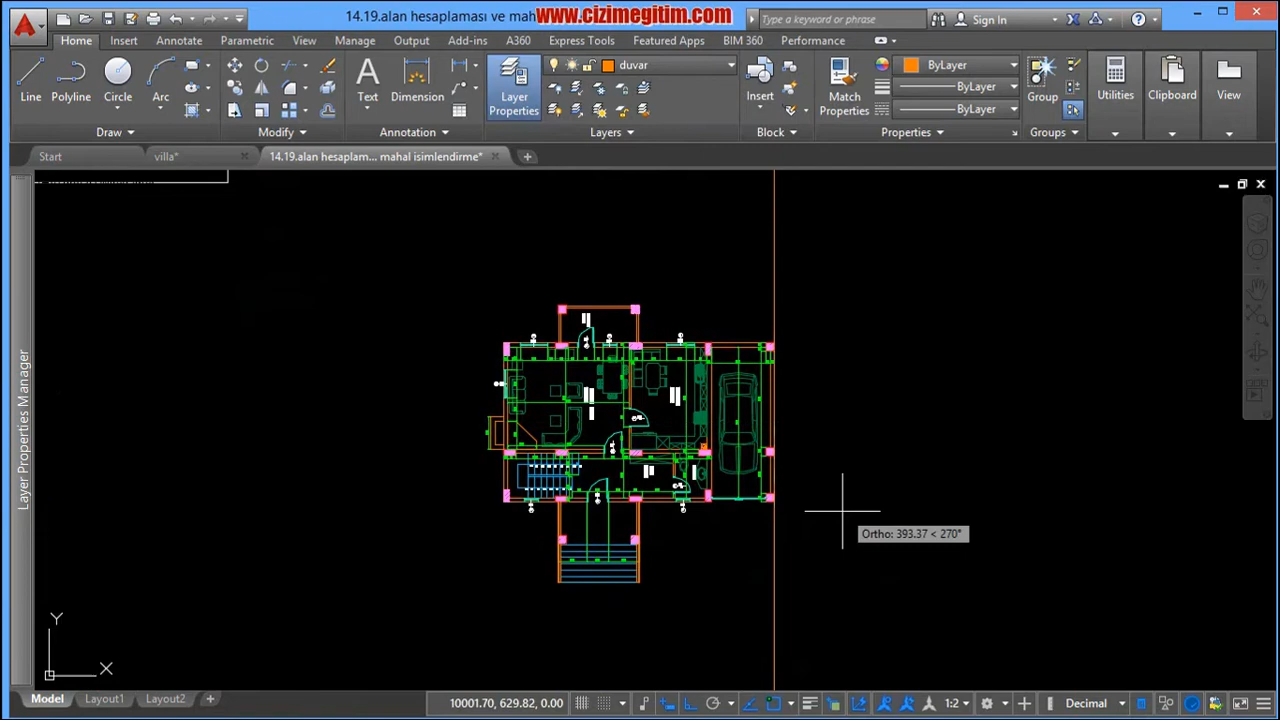 14.19.alan hesaplaması ve mah
www.cizimegitim.com
Type a keyword or phrase
Sign In
Home Insert Annotate Parametric View Manage Output Add-ins A360 Express Tools Featured Apps BIM 360 Performance
duvar
ByLayer
ByLayer
ByLayer
Line Polyline Circle Arc Text Dimension Layer Properties Insert Match Properties Group Utilities Clipboard View
Draw Modify Annotation Layers Block Properties Groups
Start villa* 14.19.alan hesaplam... mahal isimlendirme*
Layer Properties Manager
Ortho: 393.37 < 270°
Y
X
Model Layout1 Layout2 10001.70, 629.82, 0.00 1:2 Decimal